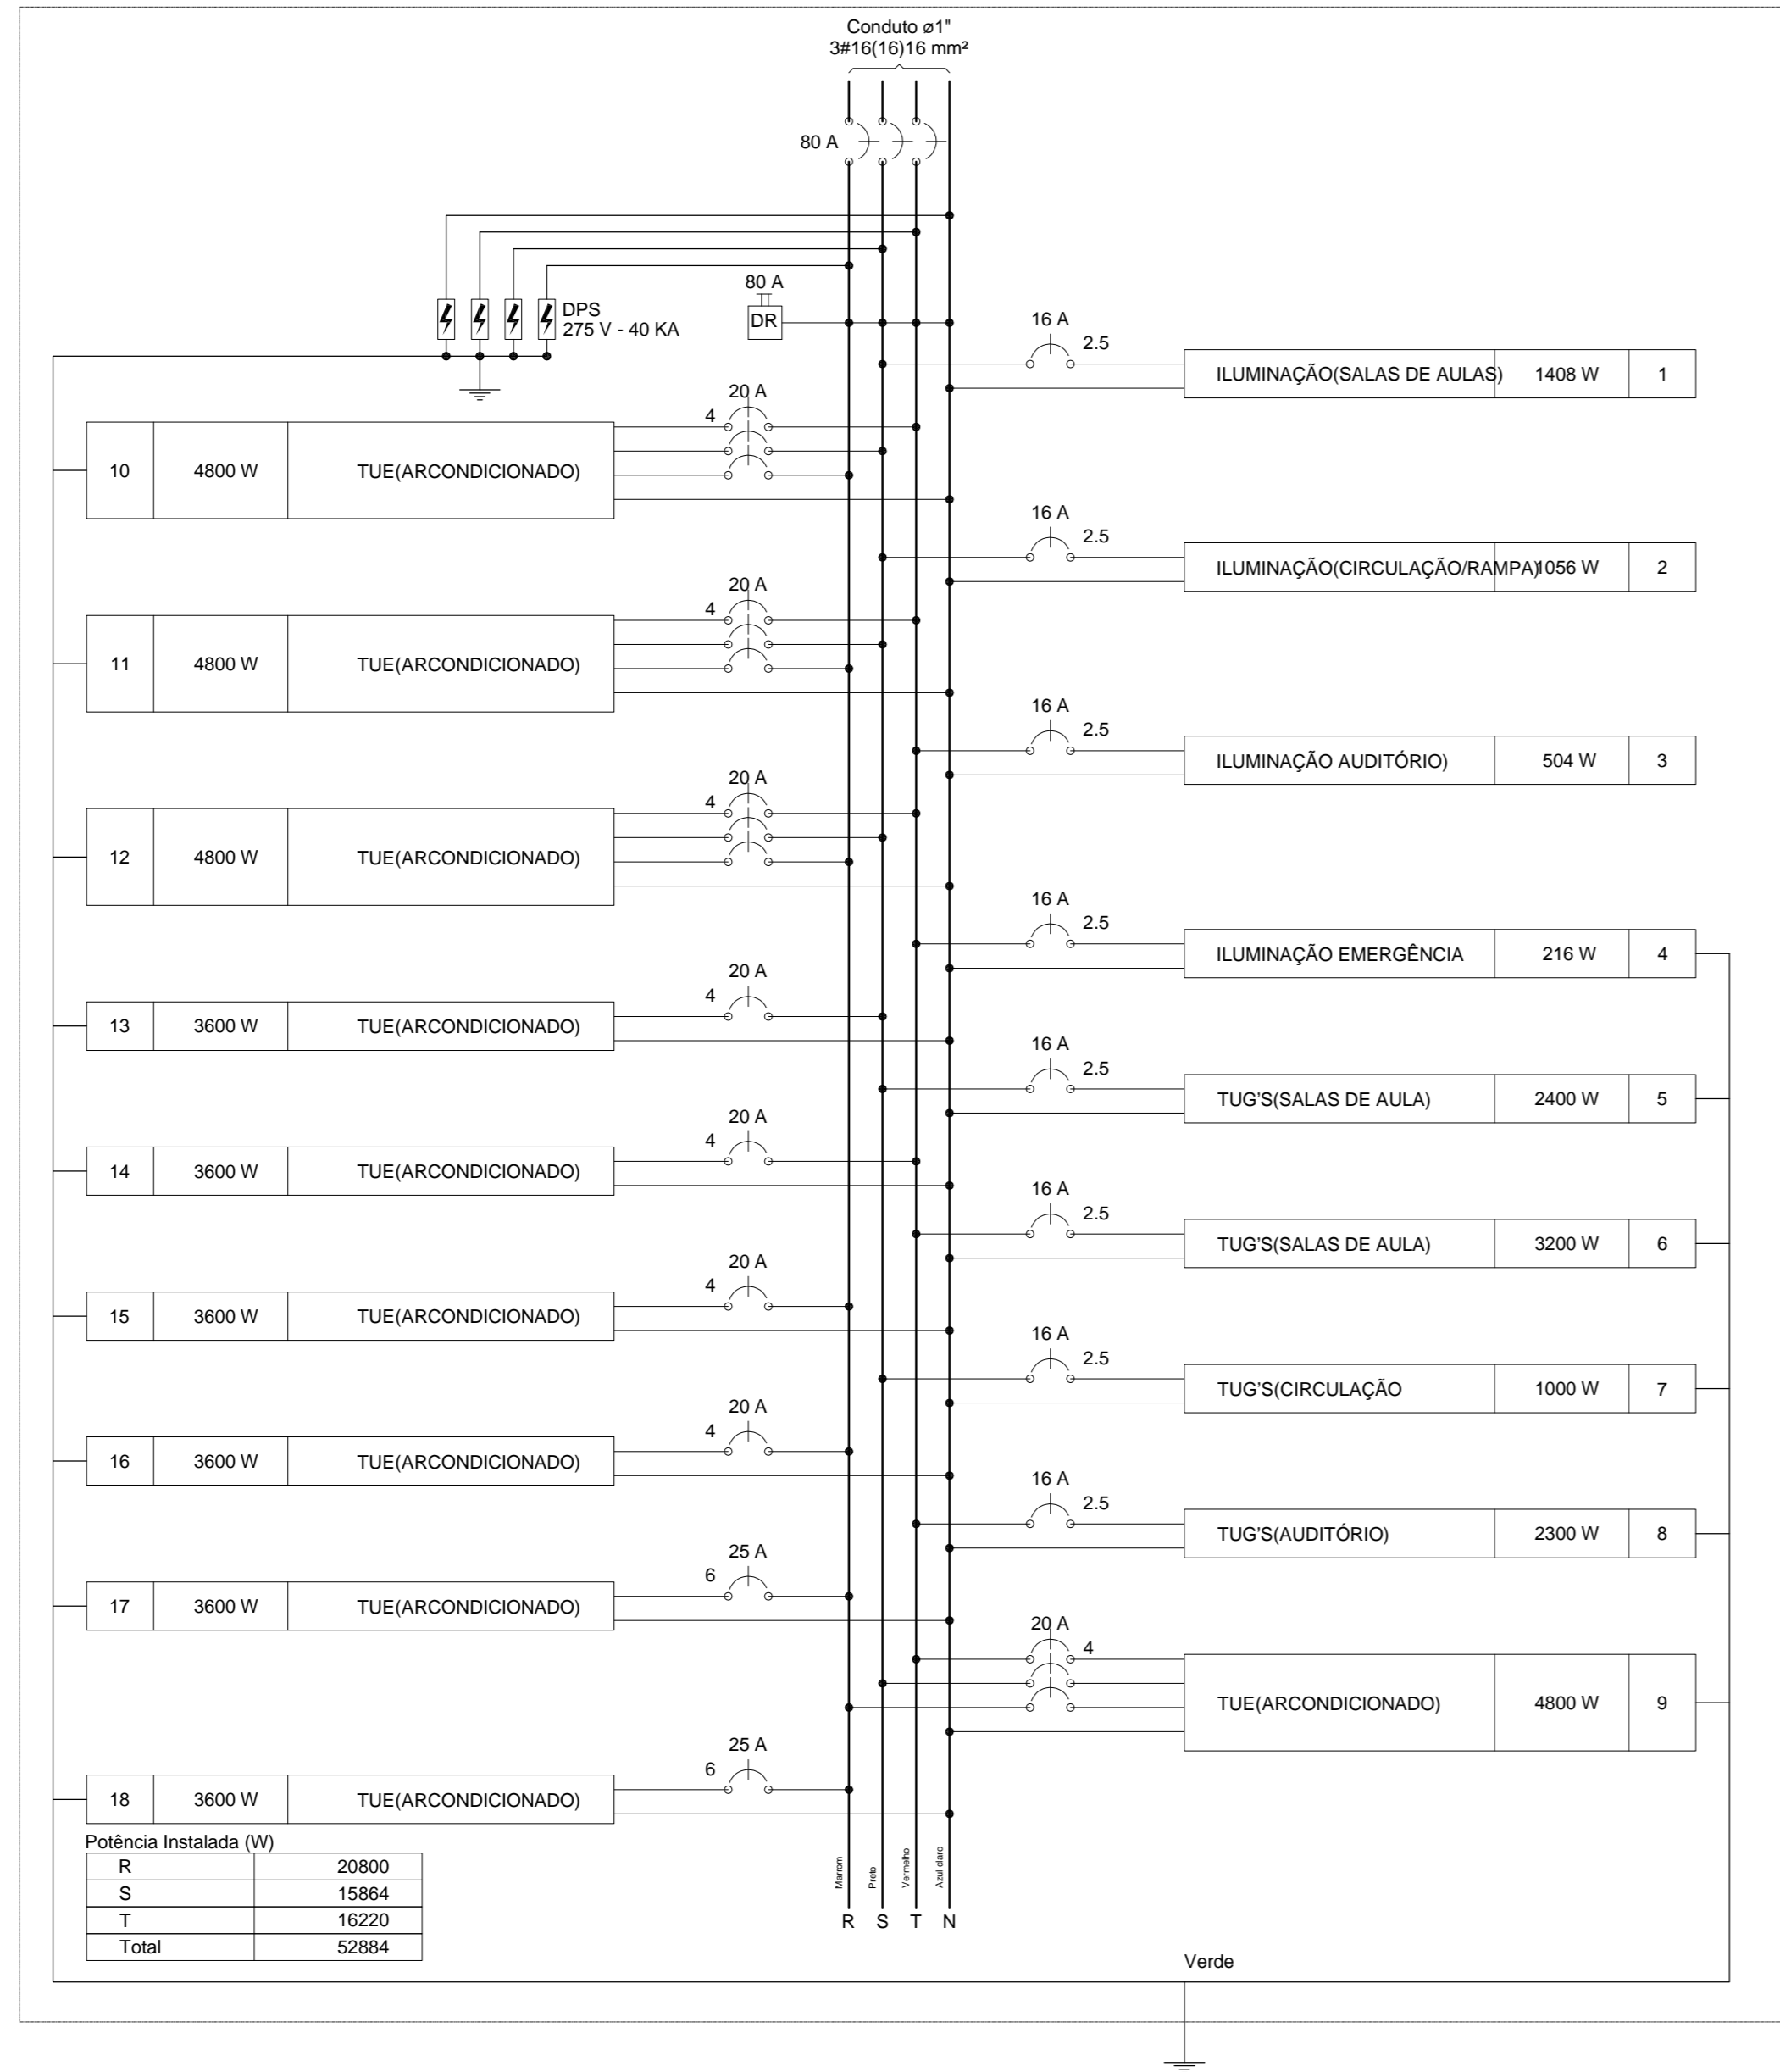 Conduto ø1"
3#16(16)16 mm²
80 A
DPS
275 V - 40 KA
80 A
DR
16 A
2.5
ILUMINAÇÃO(SALAS DE AULAS) 1408 W 1
20 A
4
10 4800 W TUE(ARCONDICIONADO)
16 A
2.5
ILUMINAÇÃO(CIRCULAÇÃO/RAMPA) 1056 W 2
20 A
4
11 4800 W TUE(ARCONDICIONADO)
16 A
2.5
ILUMINAÇÃO AUDITÓRIO) 504 W 3
20 A
4
12 4800 W TUE(ARCONDICIONADO)
16 A
2.5
ILUMINAÇÃO EMERGÊNCIA 216 W 4
20 A
4
13 3600 W TUE(ARCONDICIONADO)
16 A
2.5
TUG'S(SALAS DE AULA) 2400 W 5
20 A
4
14 3600 W TUE(ARCONDICIONADO)
16 A
2.5
TUG'S(SALAS DE AULA) 3200 W 6
20 A
4
15 3600 W TUE(ARCONDICIONADO)
16 A
2.5
TUG'S(CIRCULAÇÃO 1000 W 7
20 A
4
16 3600 W TUE(ARCONDICIONADO)
16 A
2.5
TUG'S(AUDITÓRIO) 2300 W 8
25 A
6
17 3600 W TUE(ARCONDICIONADO)
20 A
4
TUE(ARCONDICIONADO) 4800 W 9
25 A
6
18 3600 W TUE(ARCONDICIONADO)
Potência Instalada (W)
R 20800
S 15864
T 16220
Total 52884
Marrom
Preto
Vermelho
Azul claro
R S T N
Verde